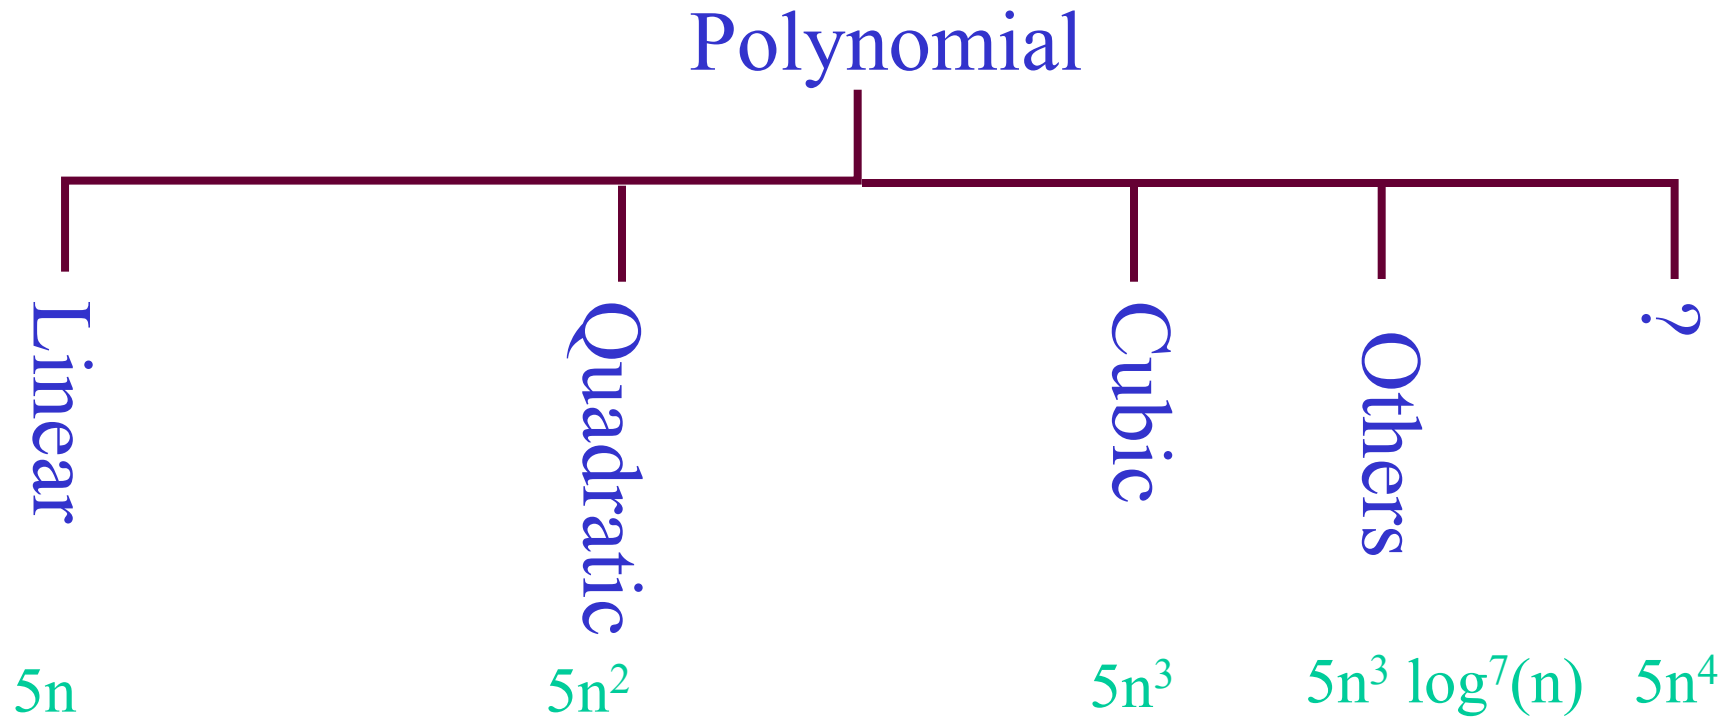 Polynomial
Linear
Quadratic
Cubic
Others
?
5n
5n²
5n³
5n³ log⁷(n)
5n⁴